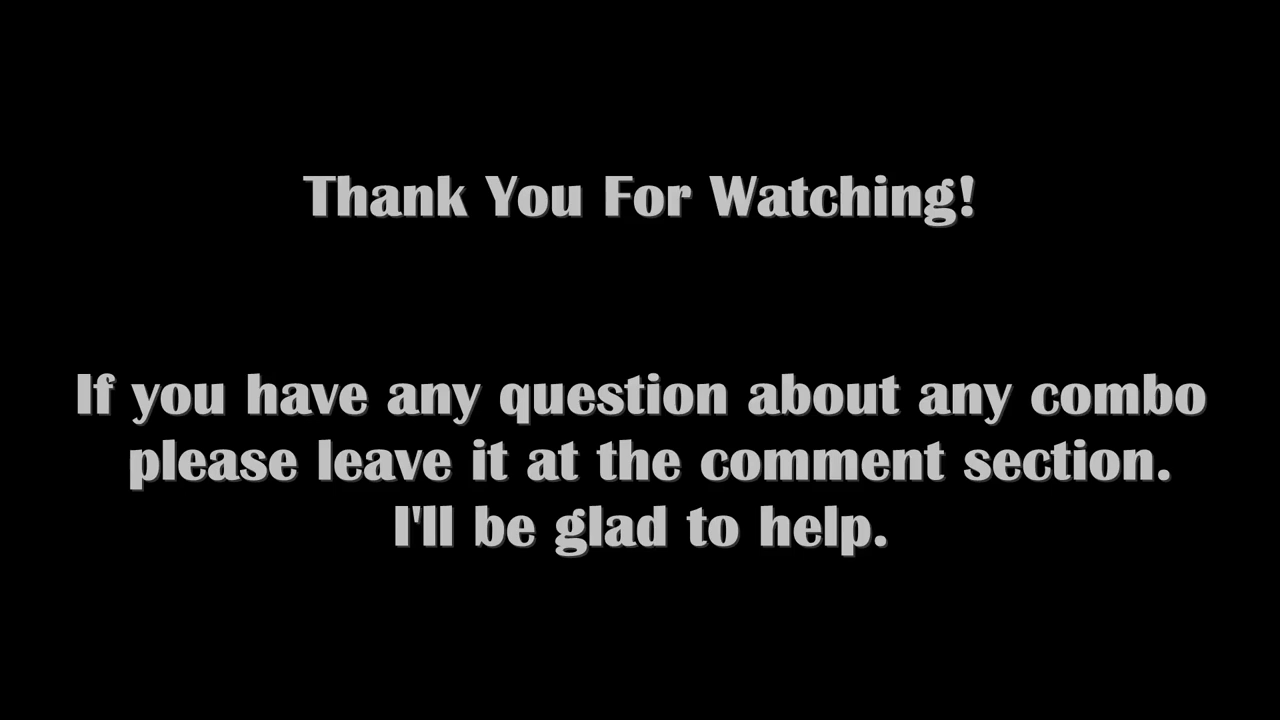 Thank You For Watching!
If you have any question about any combo
please leave it at the comment section.
I'll be glad to help.